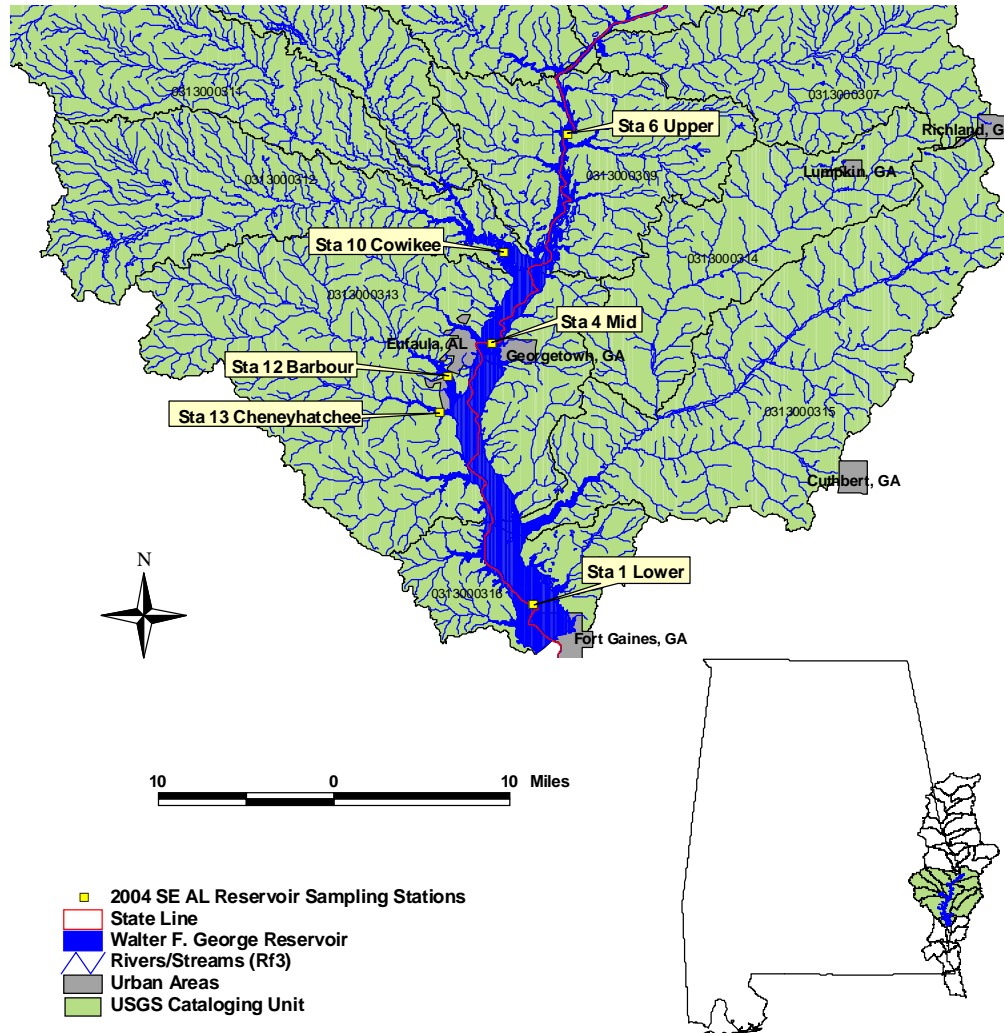 0313000311
0313000307
Sta 6 Upper
Richland, G
Lumpkin, GA
0313000312
0313000309
Sta 10 Cowikee
0313000314
0313000313
Sta 4 Mid
Eufaula, AL
Georgetown, GA
Sta 12 Barbour
Sta 13 Cheneyhatchee
0313000315
Cuthbert, GA
N
Sta 1 Lower
0313000316
Fort Gaines, GA
10 0 10 Miles
2004 SE AL Reservoir Sampling Stations
State Line
Walter F. George Reservoir
Rivers/Streams (Rf3)
Urban Areas
USGS Cataloging Unit